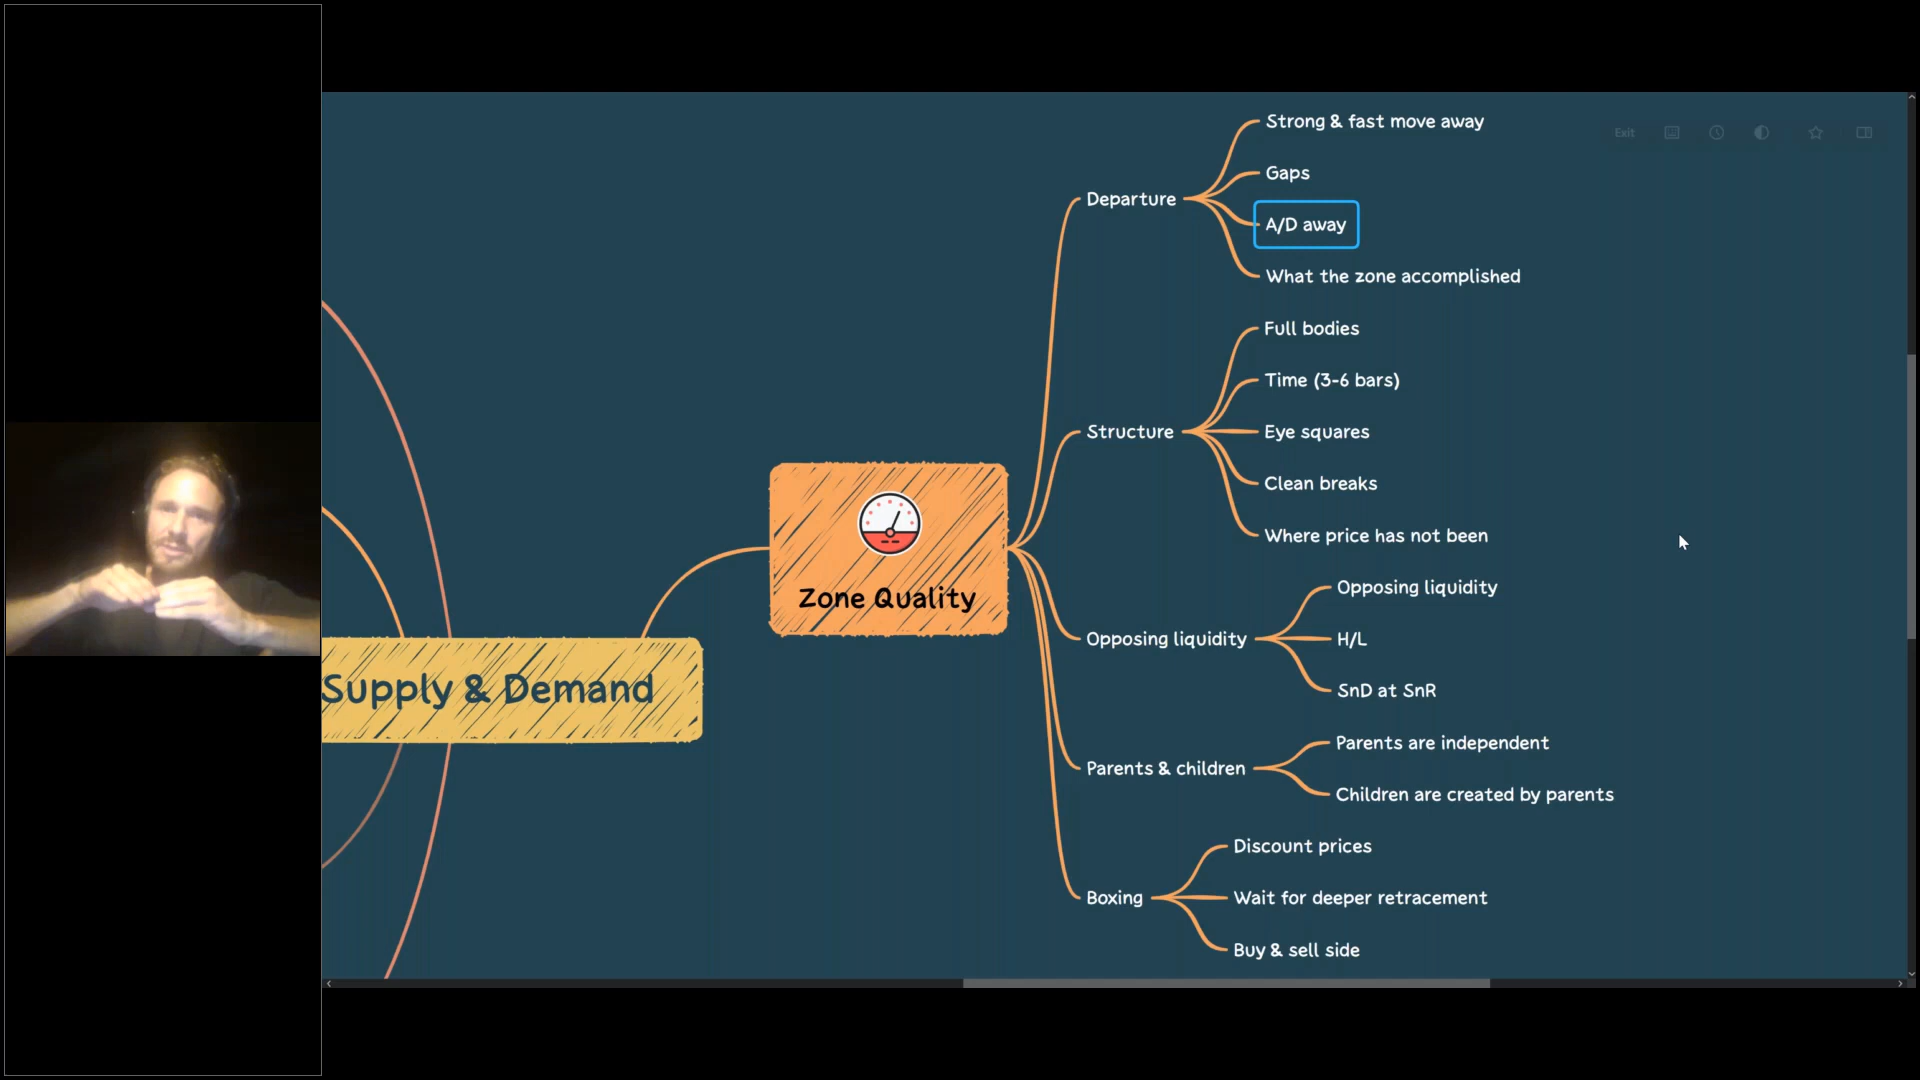 Exit
Supply & Demand
Zone Quality
Departure
Strong & fast move away
Gaps
A/D away
What the zone accomplished
Structure
Full bodies
Time (3-6 bars)
Eye squares
Clean breaks
Where price has not been
Opposing liquidity
Opposing liquidity
H/L
SnD at SnR
Parents & children
Parents are independent
Children are created by parents
Boxing
Discount prices
Wait for deeper retracement
Buy & sell side